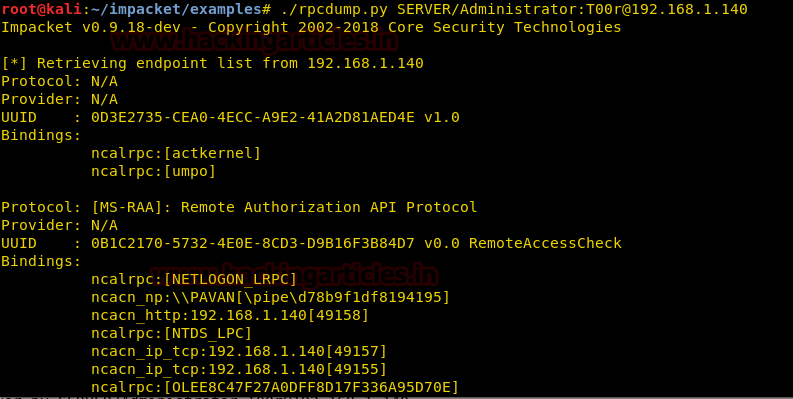 root@kali:~/impacket/examples# ./rpcdump.py SERVER/Administrator:T00r@192.168.1.140
Impacket v0.9.18-dev - Copyright 2002-2018 Core Security Technologies
www.hackingarticles.in
[*] Retrieving endpoint list from 192.168.1.140
Protocol: N/A
Provider: N/A
UUID    : 0D3E2735-CEA0-4ECC-A9E2-41A2D81AED4E v1.0
Bindings:
          ncalrpc:[actkernel]
          ncalrpc:[umpo]

Protocol: [MS-RAA]: Remote Authorization API Protocol
Provider: N/A
UUID    : 0B1C2170-5732-4E0E-8CD3-D9B16F3B84D7 v0.0 RemoteAccessCheck
Bindings:
www.hackingarticles.in
          ncalrpc:[NETLOGON_LRPC]
          ncacn_np:\\PAVAN[\pipe\d78b9f1df8194195]
          ncacn_http:192.168.1.140[49158]
          ncalrpc:[NTDS_LPC]
          ncacn_ip_tcp:192.168.1.140[49157]
          ncacn_ip_tcp:192.168.1.140[49155]
          ncalrpc:[OLEE8C47F27A0DFF8D17F336A95D70E]